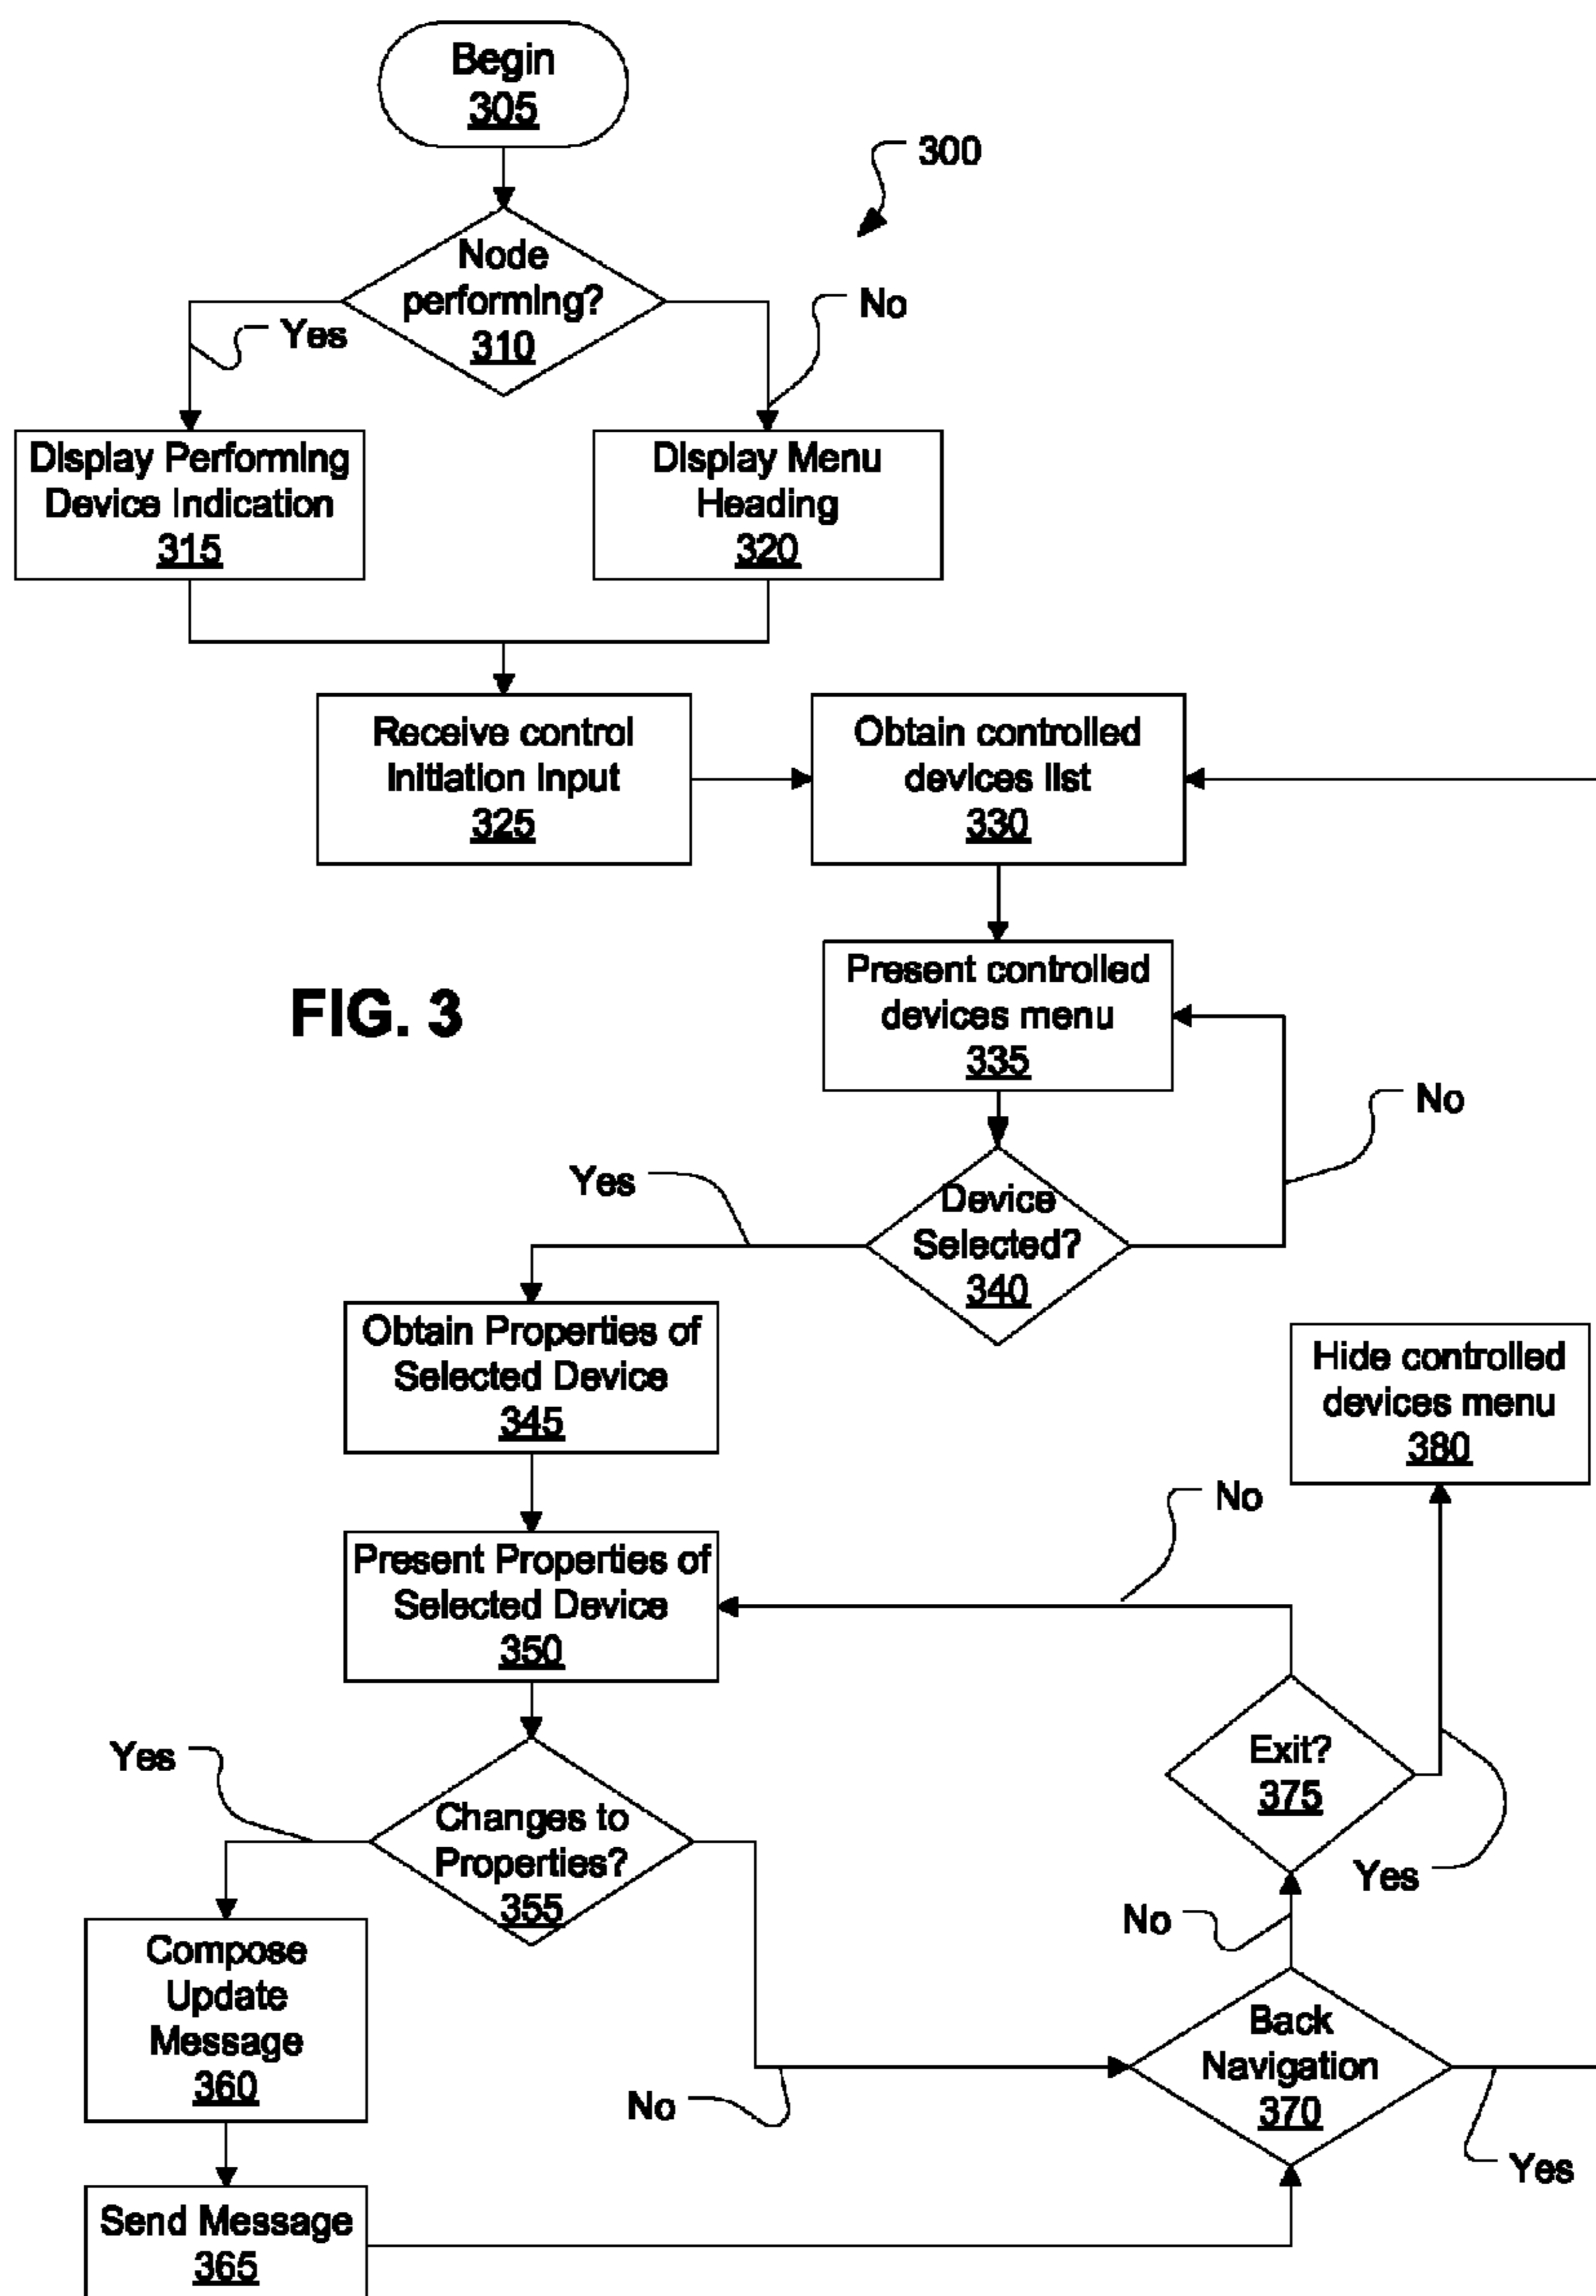 Begin
305
300
Node
performing?
310
Yes
No
Display Performing
Device Indication
315
Display Menu
Heading
320
Receive control
Initiation Input
325
Obtain controlled
devices list
330
FIG. 3
Present controlled
devices menu
335
No
Yes
Device
Selected?
340
Obtain Properties of
Selected Device
345
Hide controlled
devices menu
380
No
Present Properties of
Selected Device
350
Yes
Exit?
375
Changes to
Properties?
355
Yes
No
Compose
Update
Message
360
Back
Navigation
370
No
Yes
Send Message
365